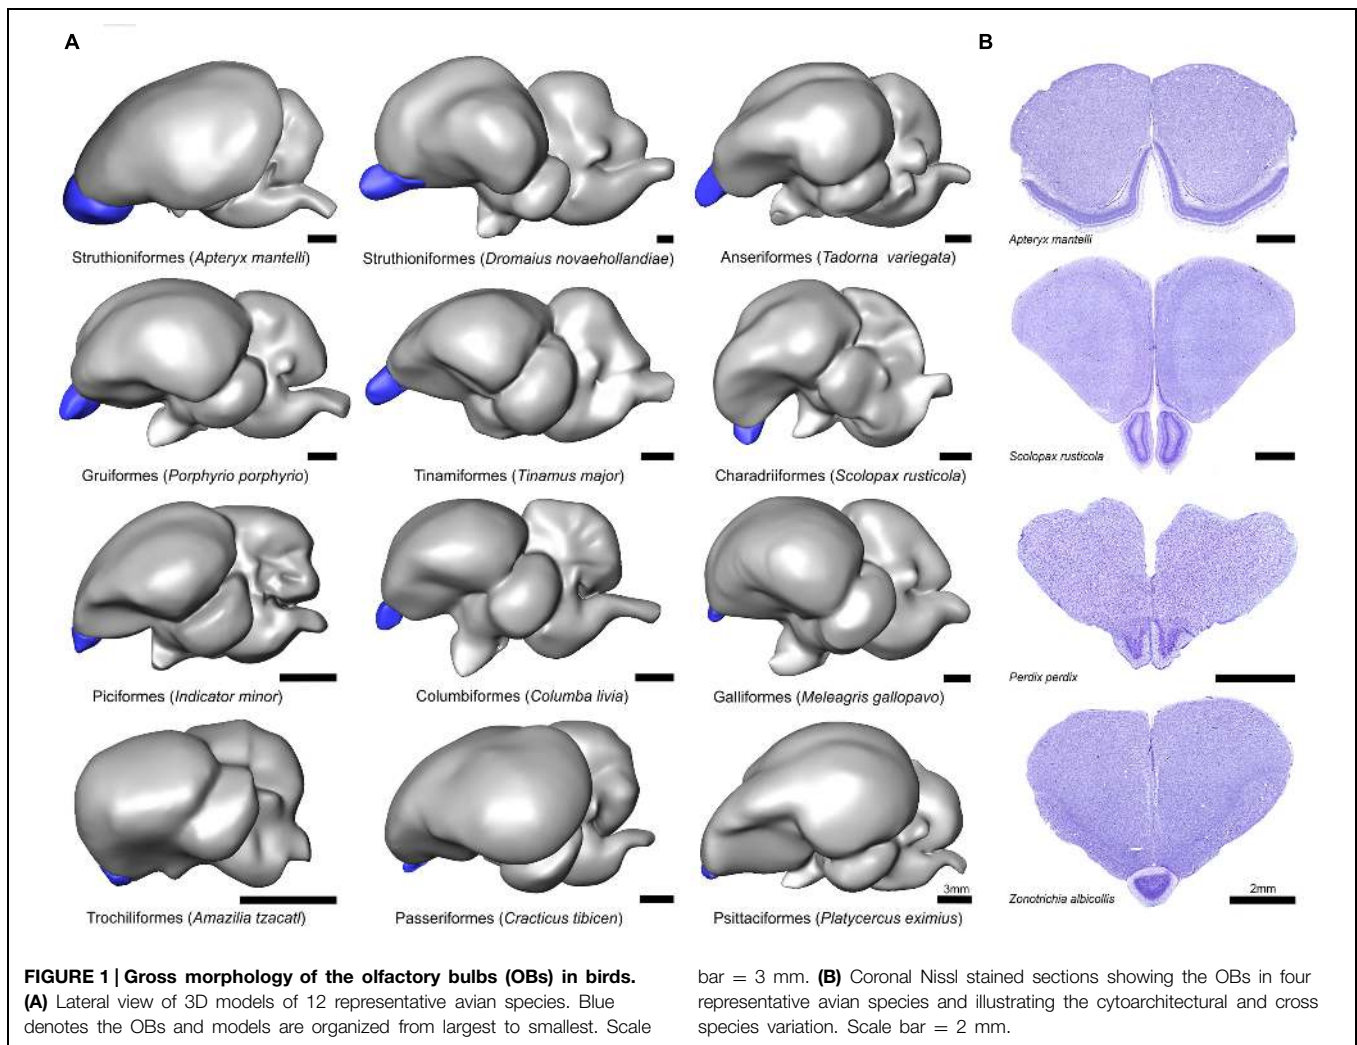 A
B
Struthioniformes (Apteryx mantelli)
Struthioniformes (Dromaius novaehollandiae)
Anseriformes (Tadorna variegata)
Apteryx mantelli
Gruiformes (Porphyrio porphyrio)
Tinamiformes (Tinamus major)
Charadriiformes (Scolopax rusticola)
Scolopax rusticola
Piciformes (Indicator minor)
Columbiformes (Columba livia)
Galliformes (Meleagris gallopavo)
Perdix perdix
3mm
2mm
Trochiliformes (Amazilia tzacatl)
Passeriformes (Cracticus tibicen)
Psittaciformes (Platycercus eximius)
Zonotrichia albicollis
FIGURE 1 | Gross morphology of the olfactory bulbs (OBs) in birds.
(A) Lateral view of 3D models of 12 representative avian species. Blue
denotes the OBs and models are organized from largest to smallest. Scale
bar = 3 mm. (B) Coronal Nissl stained sections showing the OBs in four
representative avian species and illustrating the cytoarchitectural and cross
species variation. Scale bar = 2 mm.